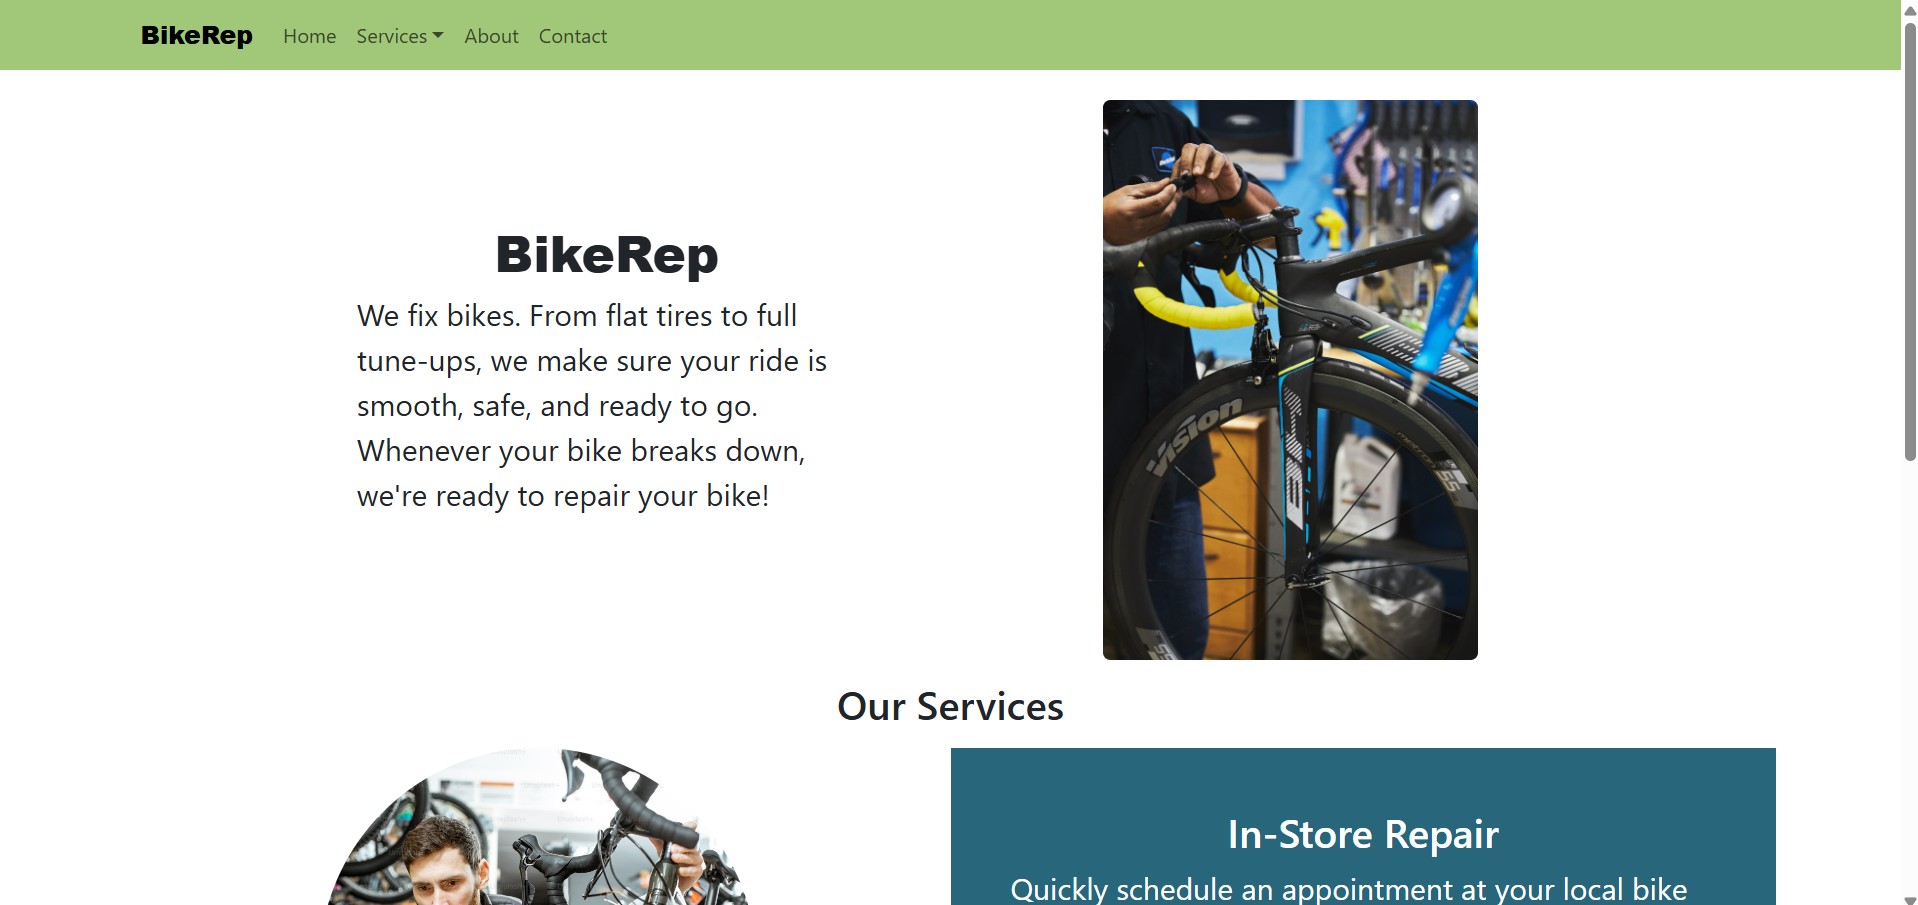 BikeRep Home Services About Contact
BikeRep
We fix bikes. From flat tires to full
tune-ups, we make sure your ride is
smooth, safe, and ready to go.
Whenever your bike breaks down,
we're ready to repair your bike!
vision
Our Services
In-Store Repair
Quickly schedule an appointment at your local bike